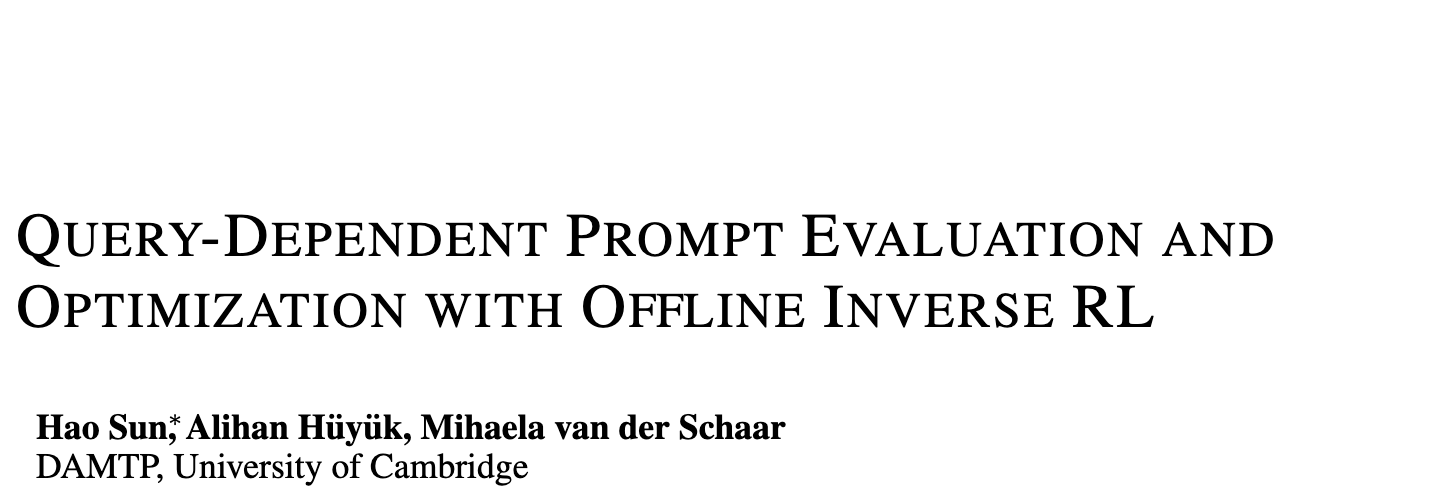 QUERY-DEPENDENT PROMPT EVALUATION AND
OPTIMIZATION WITH OFFLINE INVERSE RL
Hao Sun,* Alihan Hüyük, Mihaela van der Schaar
DAMTP, University of Cambridge